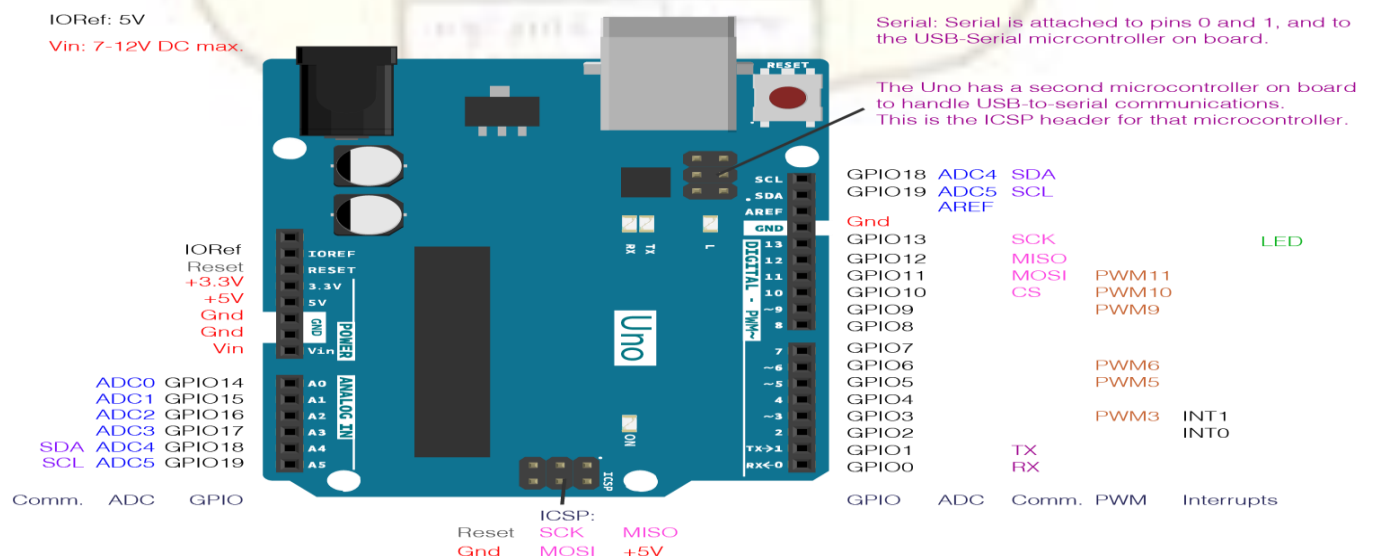 IORef: 5V
Vin: 7-12V DC max.
Serial: Serial is attached to pins 0 and 1, and to
the USB-Serial micrcontroller on board.
The Uno has a second microcontroller on board
to handle USB-to-serial communications.
This is the ICSP header for that microcontroller.
RESET
IORef
Reset
+3.3V
+5V
Gnd
Gnd
Vin
IOREF
RESET
3.3V
5V
GND
Vin
POWER
ADC0 GPIO14
ADC1 GPIO15
ADC2 GPIO16
ADC3 GPIO17
SDA ADC4 GPIO18
SCL ADC5 GPIO19
A0
A1
A2
A3
A4
A5
ANALOG IN
Comm. ADC GPIO
RX
TX
L
Uno
ON
ICSP
SCL
SDA
AREF
GND
13
12
11
10
~9
8
7
~6
~5
4
~3
2
TX→1
RX←0
DIGITAL - PWM~
GPIO18 ADC4 SDA
GPIO19 ADC5 SCL
AREF
Gnd
GPIO13 SCK LED
GPIO12 MISO
GPIO11 MOSI PWM11
GPIO10 CS PWM10
GPIO9 PWM9
GPIO8
GPIO7
GPIO6 PWM6
GPIO5 PWM5
GPIO4
GPIO3 PWM3 INT1
GPIO2 INT0
GPIO1 TX
GPIO0 RX
GPIO ADC Comm. PWM Interrupts
ICSP:
Reset SCK MISO
Gnd MOSI +5V